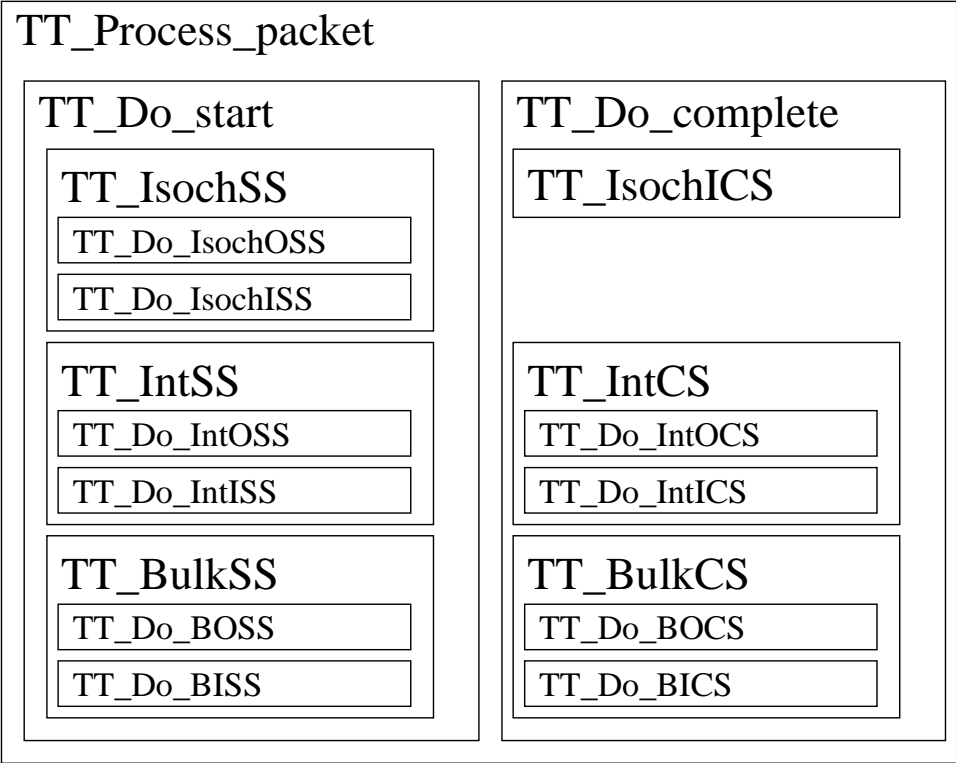 TT_Process_packet
TT_Do_start
TT_IsochSS
TT_Do_IsochOSS
TT_Do_IsochISS
TT_IntSS
TT_Do_IntOSS
TT_Do_IntISS
TT_BulkSS
TT_Do_BOSS
TT_Do_BISS
TT_Do_complete
TT_IsochICS
TT_IntCS
TT_Do_IntOCS
TT_Do_IntICS
TT_BulkCS
TT_Do_BOCS
TT_Do_BICS